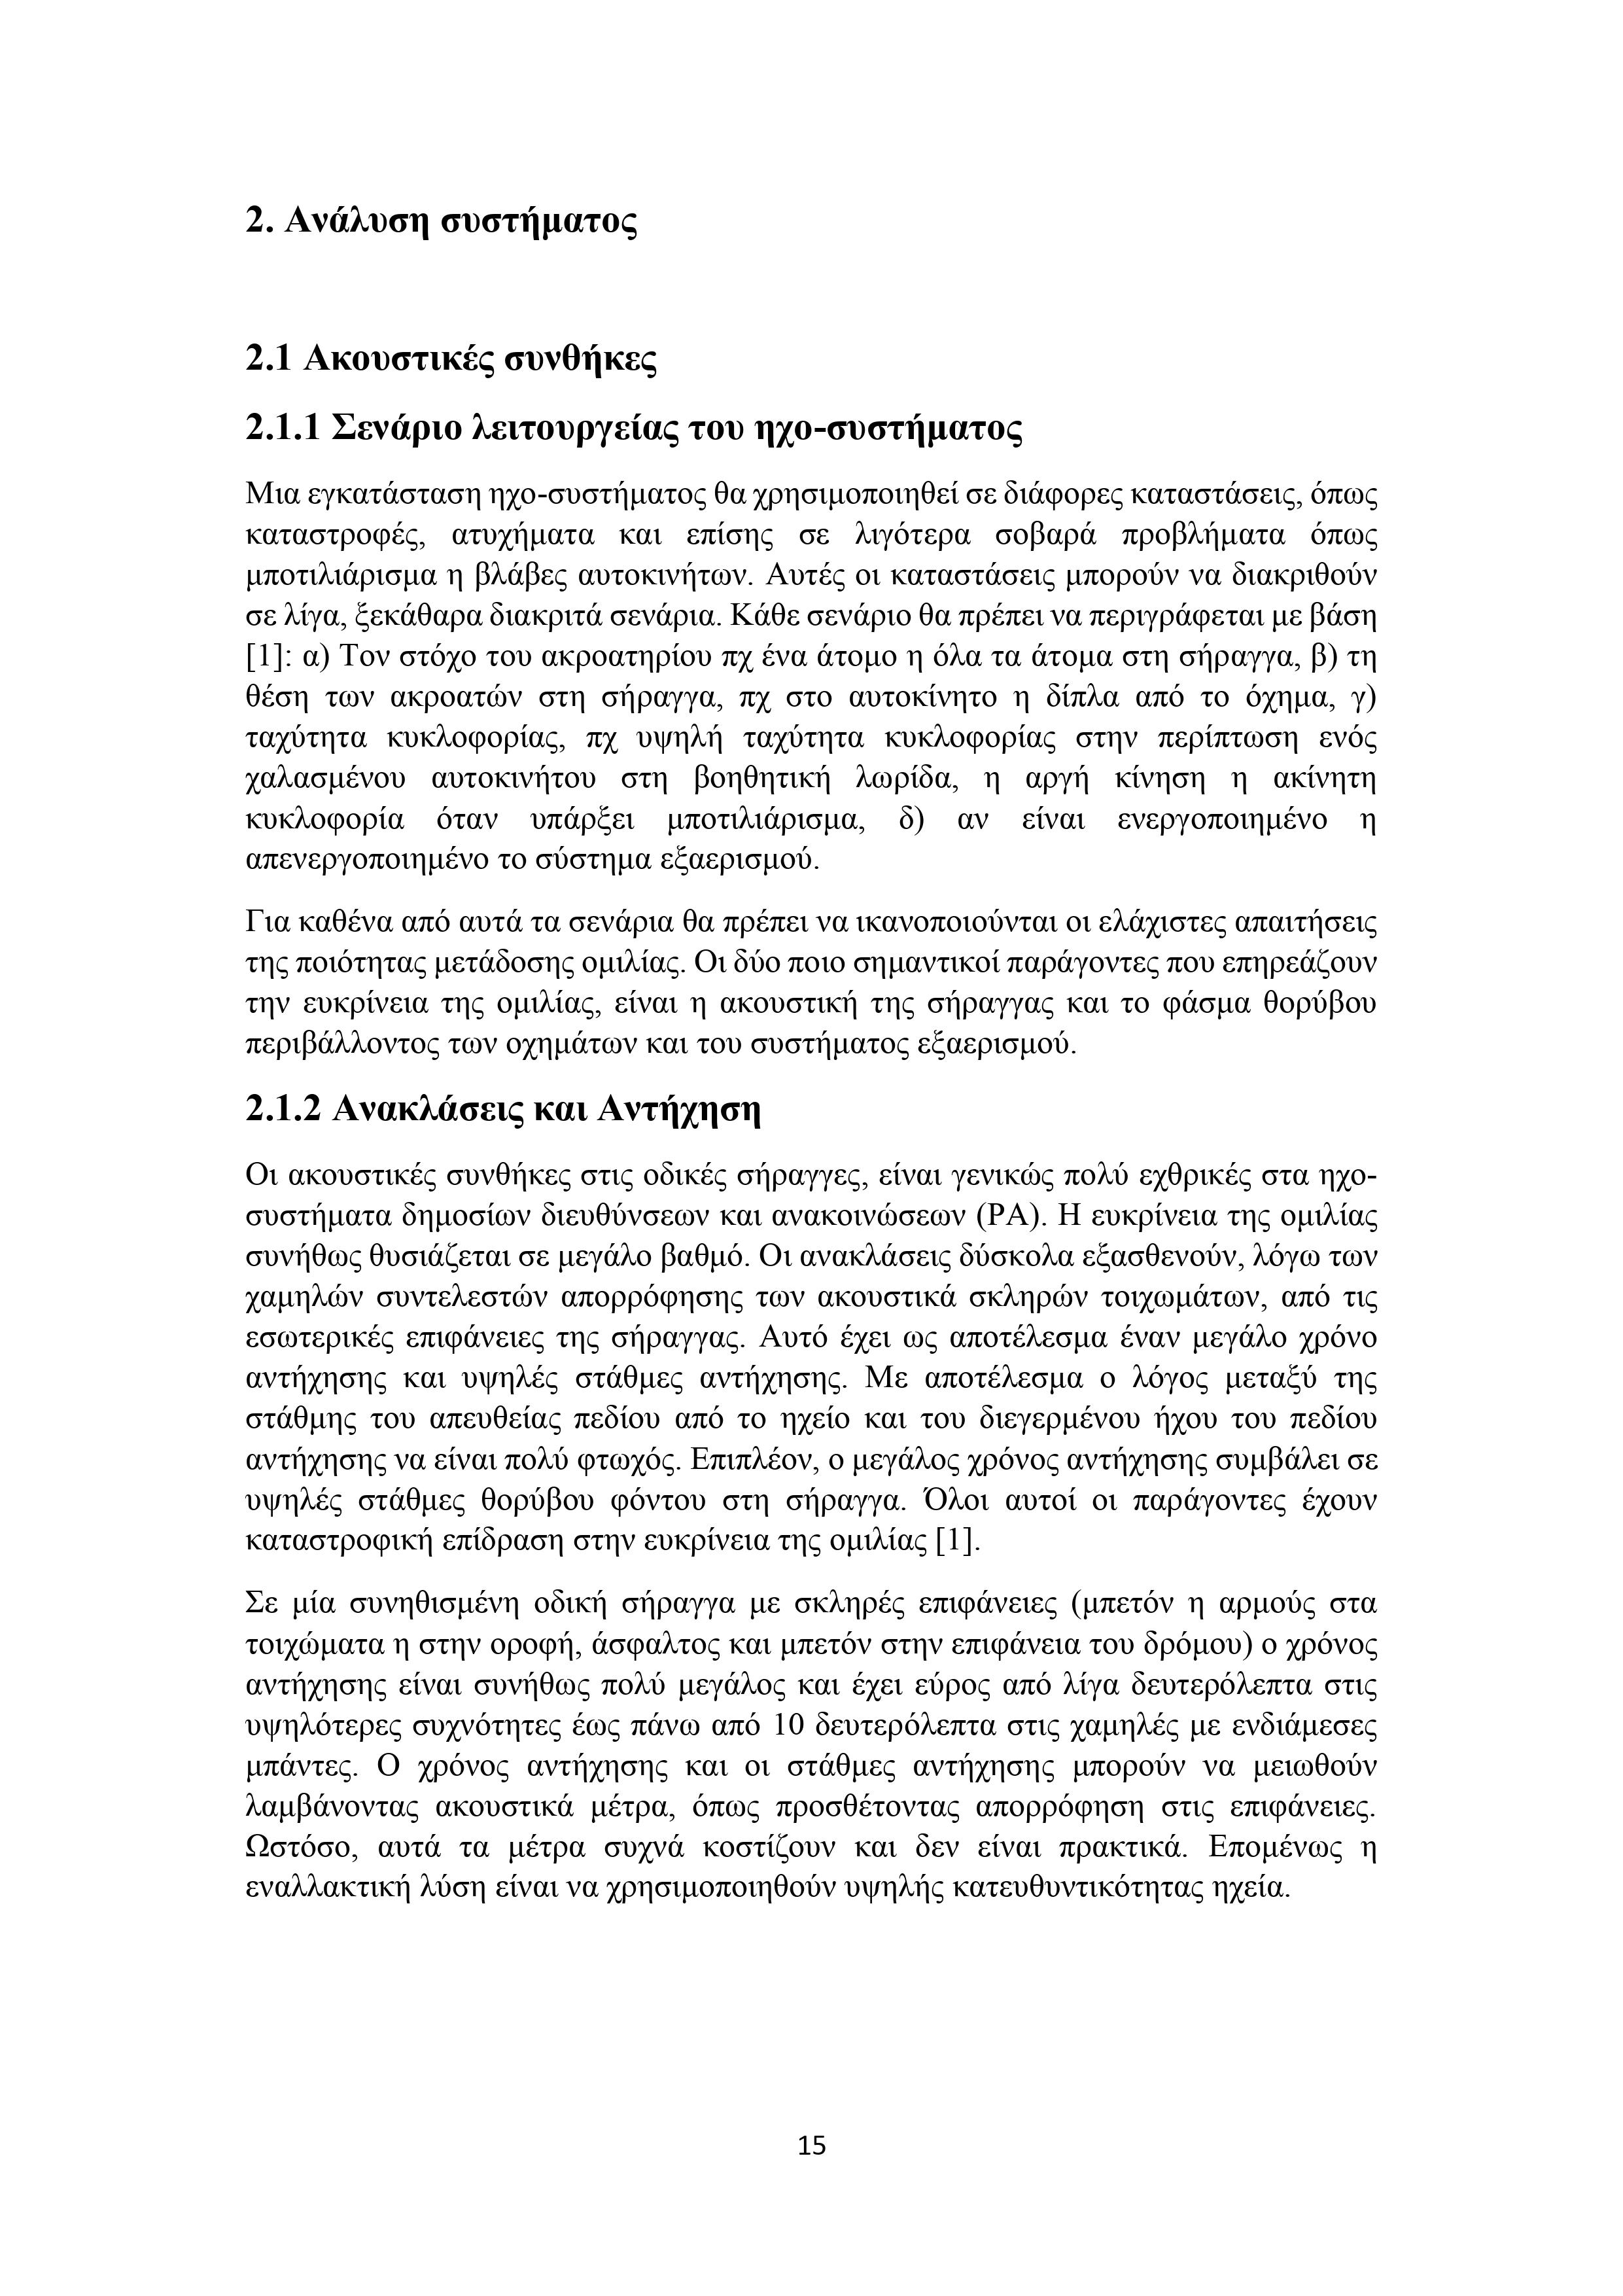 2. Ανάλυση συστήματος
2.1 Ακουστικές συνθήκες
2.1.1 Σενάριο λειτουργείας του ηχο-συστήματος
Μια εγκατάσταση ηχο-συστήματος θα χρησιμοποιηθεί σε διάφορες καταστάσεις, όπως
καταστροφές, ατυχήματα και επίσης σε λιγότερα σοβαρά προβλήματα όπως
μποτιλιάρισμα η βλάβες αυτοκινήτων. Αυτές οι καταστάσεις μπορούν να διακριθούν
σε λίγα, ξεκάθαρα διακριτά σενάρια. Κάθε σενάριο θα πρέπει να περιγράφεται με βάση
[1]: α) Τον στόχο του ακροατηρίου πχ ένα άτομο η όλα τα άτομα στη σήραγγα, β) τη
θέση των ακροατών στη σήραγγα, πχ στο αυτοκίνητο η δίπλα από το όχημα, γ)
ταχύτητα κυκλοφορίας, πχ υψηλή ταχύτητα κυκλοφορίας στην περίπτωση ενός
χαλασμένου αυτοκινήτου στη βοηθητική λωρίδα, η αργή κίνηση η ακίνητη
κυκλοφορία όταν υπάρξει μποτιλιάρισμα, δ) αν είναι ενεργοποιημένο η
απενεργοποιημένο το σύστημα εξαερισμού.
Για καθένα από αυτά τα σενάρια θα πρέπει να ικανοποιούνται οι ελάχιστες απαιτήσεις
της ποιότητας μετάδοσης ομιλίας. Οι δύο ποιο σημαντικοί παράγοντες που επηρεάζουν
την ευκρίνεια της ομιλίας, είναι η ακουστική της σήραγγας και το φάσμα θορύβου
περιβάλλοντος των οχημάτων και του συστήματος εξαερισμού.
2.1.2 Ανακλάσεις και Αντήχηση
Οι ακουστικές συνθήκες στις οδικές σήραγγες, είναι γενικώς πολύ εχθρικές στα ηχο-
συστήματα δημοσίων διευθύνσεων και ανακοινώσεων (PA). Η ευκρίνεια της ομιλίας
συνήθως θυσιάζεται σε μεγάλο βαθμό. Οι ανακλάσεις δύσκολα εξασθενούν, λόγω των
χαμηλών συντελεστών απορρόφησης των ακουστικά σκληρών τοιχωμάτων, από τις
εσωτερικές επιφάνειες της σήραγγας. Αυτό έχει ως αποτέλεσμα έναν μεγάλο χρόνο
αντήχησης και υψηλές στάθμες αντήχησης. Με αποτέλεσμα ο λόγος μεταξύ της
στάθμης του απευθείας πεδίου από το ηχείο και του διεγερμένου ήχου του πεδίου
αντήχησης να είναι πολύ φτωχός. Επιπλέον, ο μεγάλος χρόνος αντήχησης συμβάλει σε
υψηλές στάθμες θορύβου φόντου στη σήραγγα. Όλοι αυτοί οι παράγοντες έχουν
καταστροφική επίδραση στην ευκρίνεια της ομιλίας [1].
Σε μία συνηθισμένη οδική σήραγγα με σκληρές επιφάνειες (μπετόν η αρμούς στα
τοιχώματα η στην οροφή, άσφαλτος και μπετόν στην επιφάνεια του δρόμου) ο χρόνος
αντήχησης είναι συνήθως πολύ μεγάλος και έχει εύρος από λίγα δευτερόλεπτα στις
υψηλότερες συχνότητες έως πάνω από 10 δευτερόλεπτα στις χαμηλές με ενδιάμεσες
μπάντες. Ο χρόνος αντήχησης και οι στάθμες αντήχησης μπορούν να μειωθούν
λαμβάνοντας ακουστικά μέτρα, όπως προσθέτοντας απορρόφηση στις επιφάνειες.
Ωστόσο, αυτά τα μέτρα συχνά κοστίζουν και δεν είναι πρακτικά. Επομένως η
εναλλακτική λύση είναι να χρησιμοποιηθούν υψηλής κατευθυντικότητας ηχεία.
15